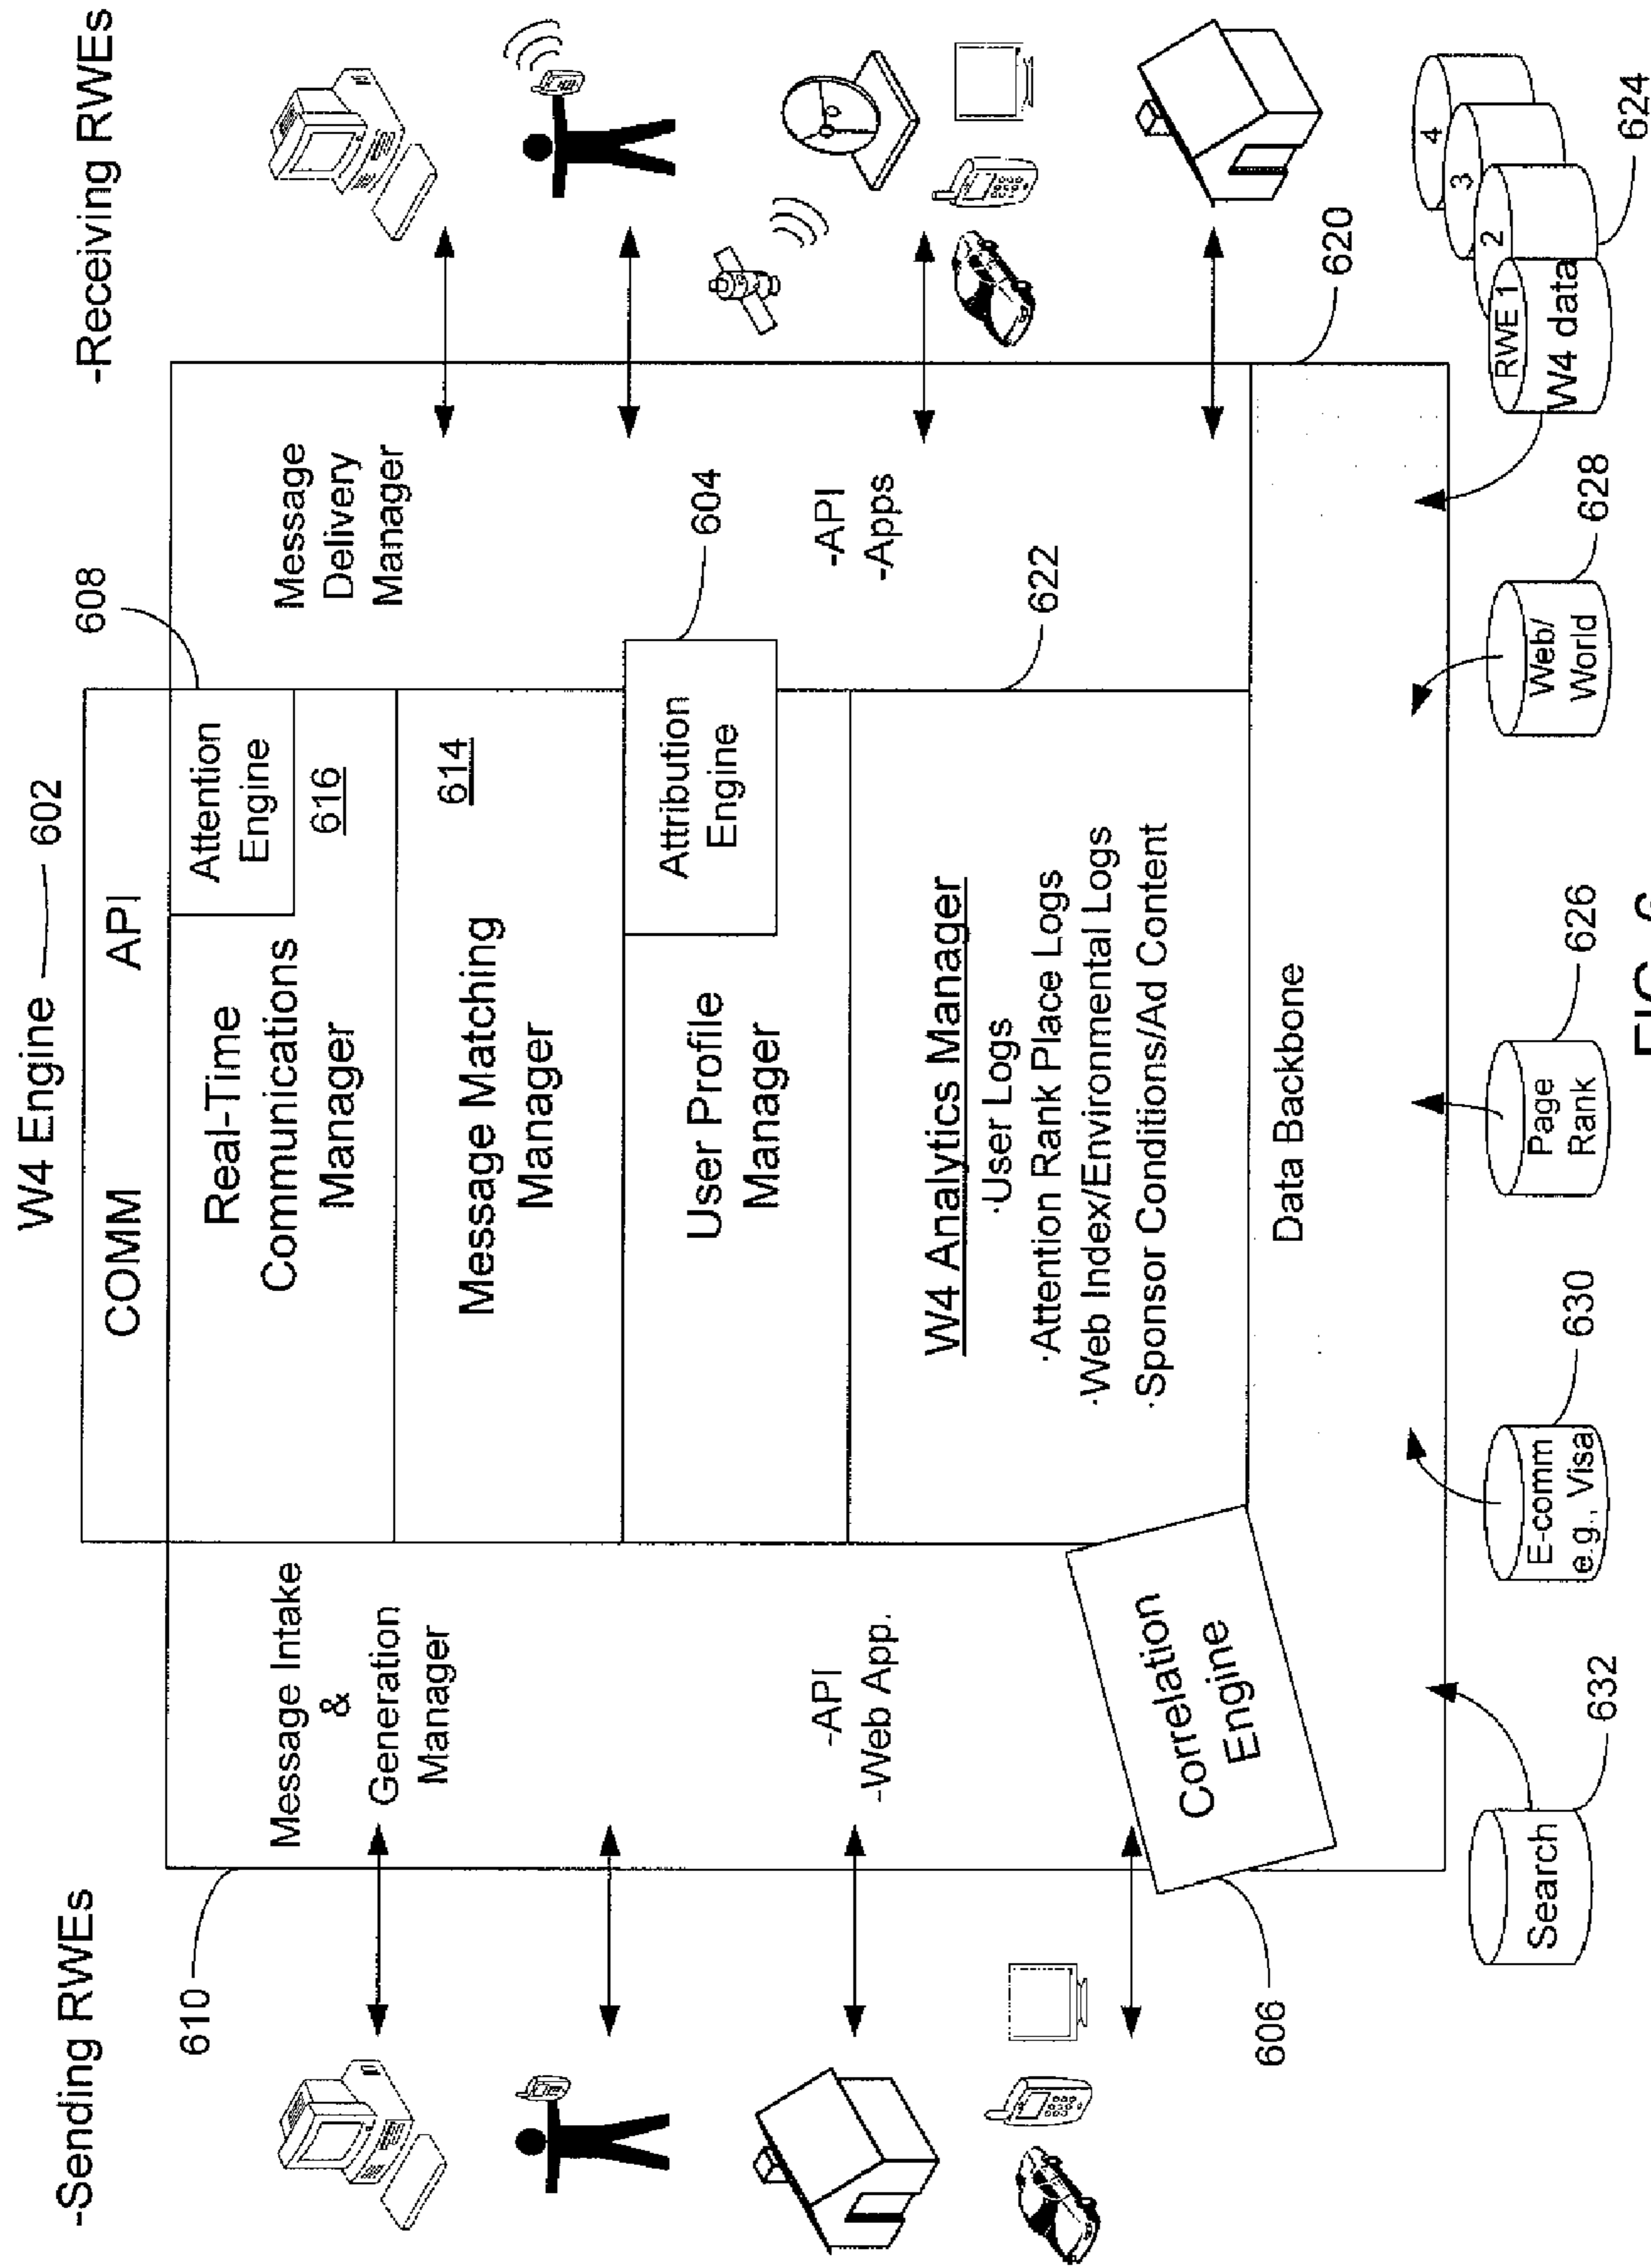 W4 Engine 602
-Sending RWEs
-Receiving RWEs
610
608
COMM API
Message Intake
&
Generation
Manager
-API
-Web App.
Real-Time
Communications
Manager
Attention
Engine
616
Message Matching
Manager
614
User Profile
Manager
Attribution
Engine
604
Message
Delivery
Manager
-API
-Apps
W4 Analytics Manager
·User Logs
·Attention Rank Place Logs
·Web Index/Environmental Logs
·Sponsor Conditions/Ad Content
622
Correlation
Engine
606
Data Backbone
620
Search
632
E-comm
e.g., Visa
630
Page
Rank
626
Web/
World
628
RWE 1
W4 data
2
3
4
624